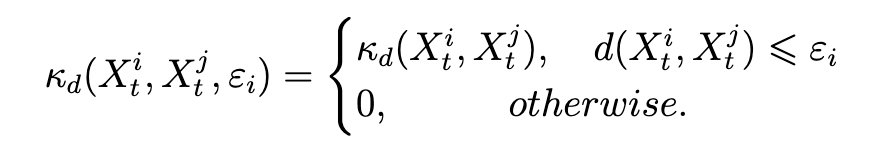 κ_d(X_t^i, X_t^j, ε_i) = { κ_d(X_t^i, X_t^j), d(X_t^i, X_t^j) ⩽ ε_i
0, otherwise.